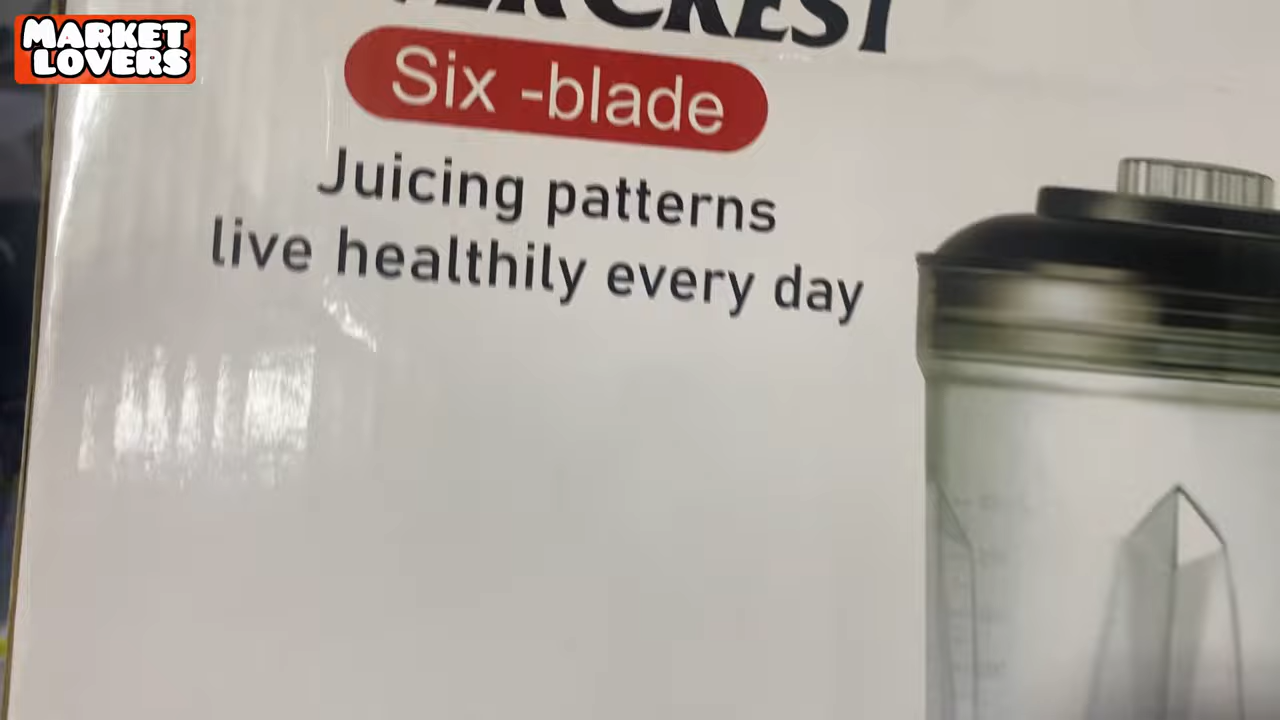 MARKET
LOVERS
Six -blade
Juicing patterns
live healthily every day